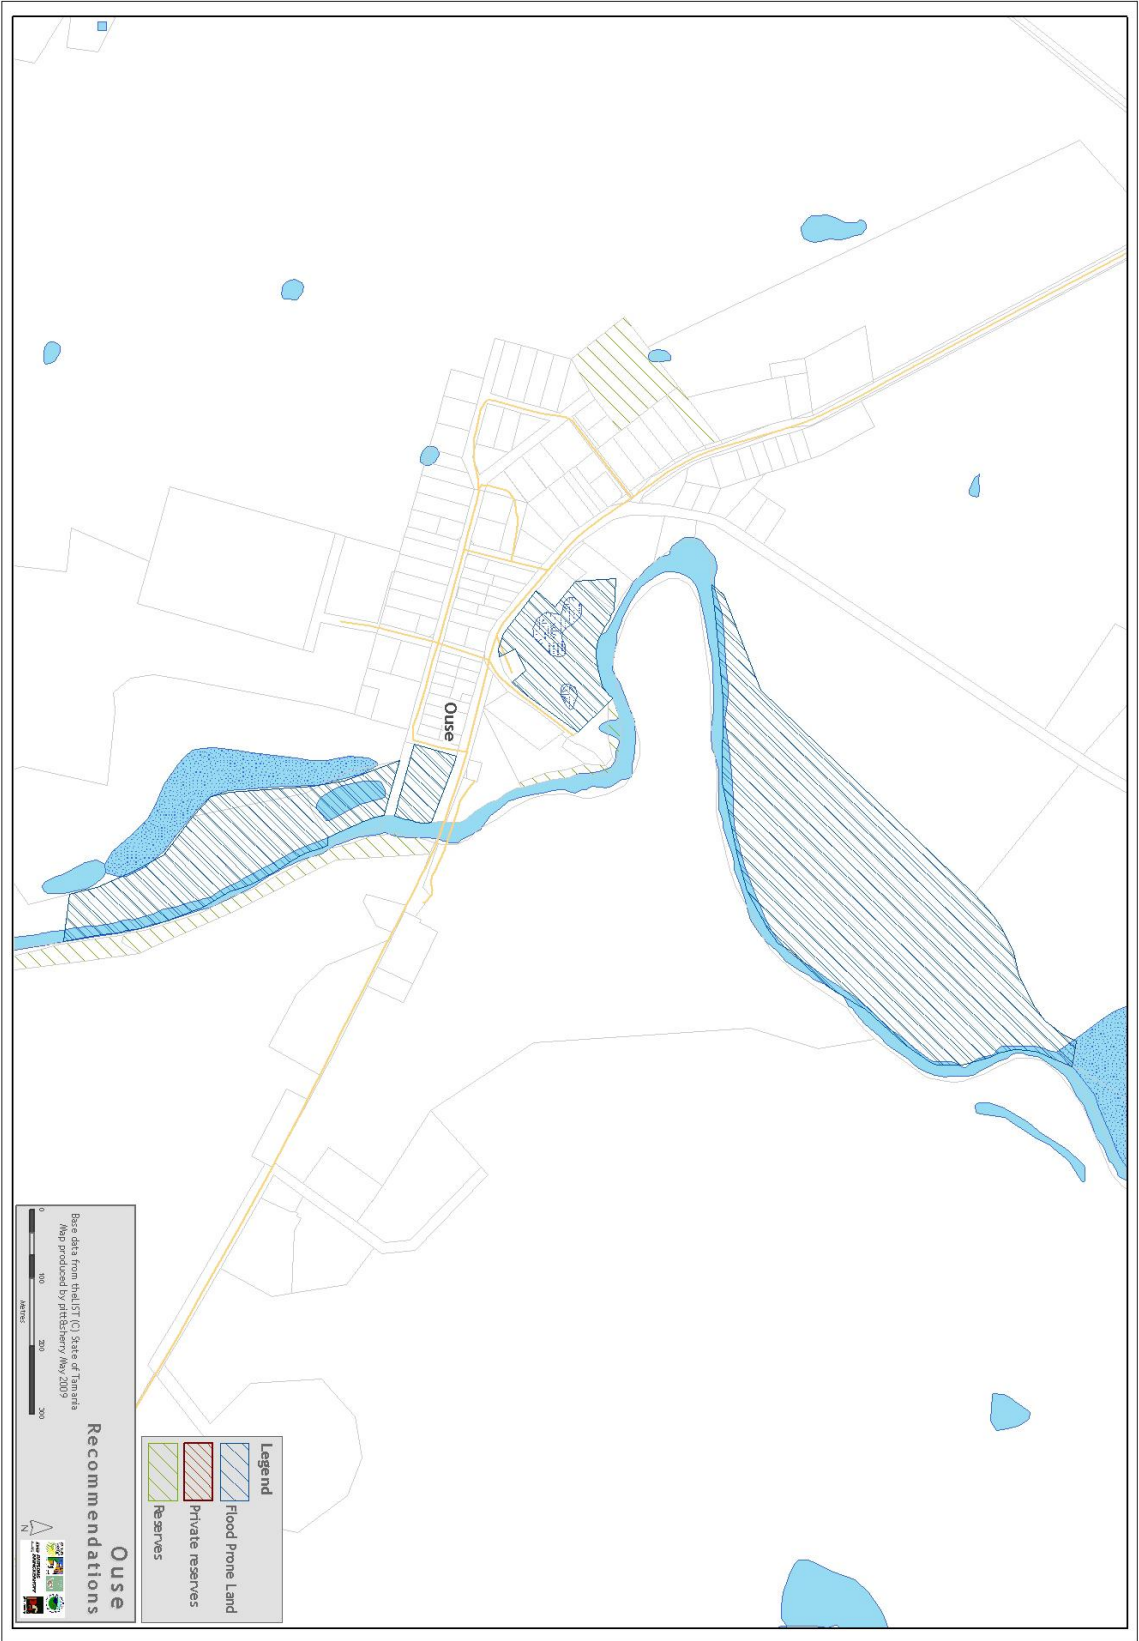 Ouse
Legend
Flood Prone Land
Private reserves
Reserves
Ouse
Recommendations
Base data from theLIST (C) State of Tamania
Map produced by pitt&sherry May 2009
0 100 200 300
Metres
N